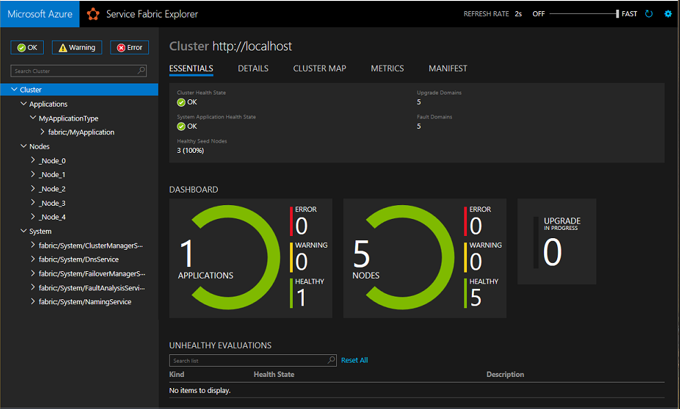 Microsoft Azure
Service Fabric Explorer
REFRESH RATE 2s OFF FAST
OK
Warning
Error
Search Cluster
Cluster
Applications
MyApplicationType
fabric:/MyApplication
Nodes
_Node_0
_Node_1
_Node_2
_Node_3
_Node_4
System
fabric:/System/ClusterManagerS···
fabric:/System/DnsService
fabric:/System/FailoverManagerS···
fabric:/System/FaultAnalysisServi···
fabric:/System/NamingService
Cluster http://localhost
ESSENTIALS DETAILS CLUSTER MAP METRICS MANIFEST
Cluster Health State
OK
System Application Health State
OK
Healthy Seed Nodes
3 (100%)
Upgrade Domains
5
Fault Domains
5
DASHBOARD
1
APPLICATIONS
ERROR
0
WARNING
0
HEALTHY
1
5
NODES
ERROR
0
WARNING
0
HEALTHY
5
UPGRADE
IN PROGRESS
0
UNHEALTHY EVALUATIONS
Search list
Reset All
Kind Health State Description
No items to display.